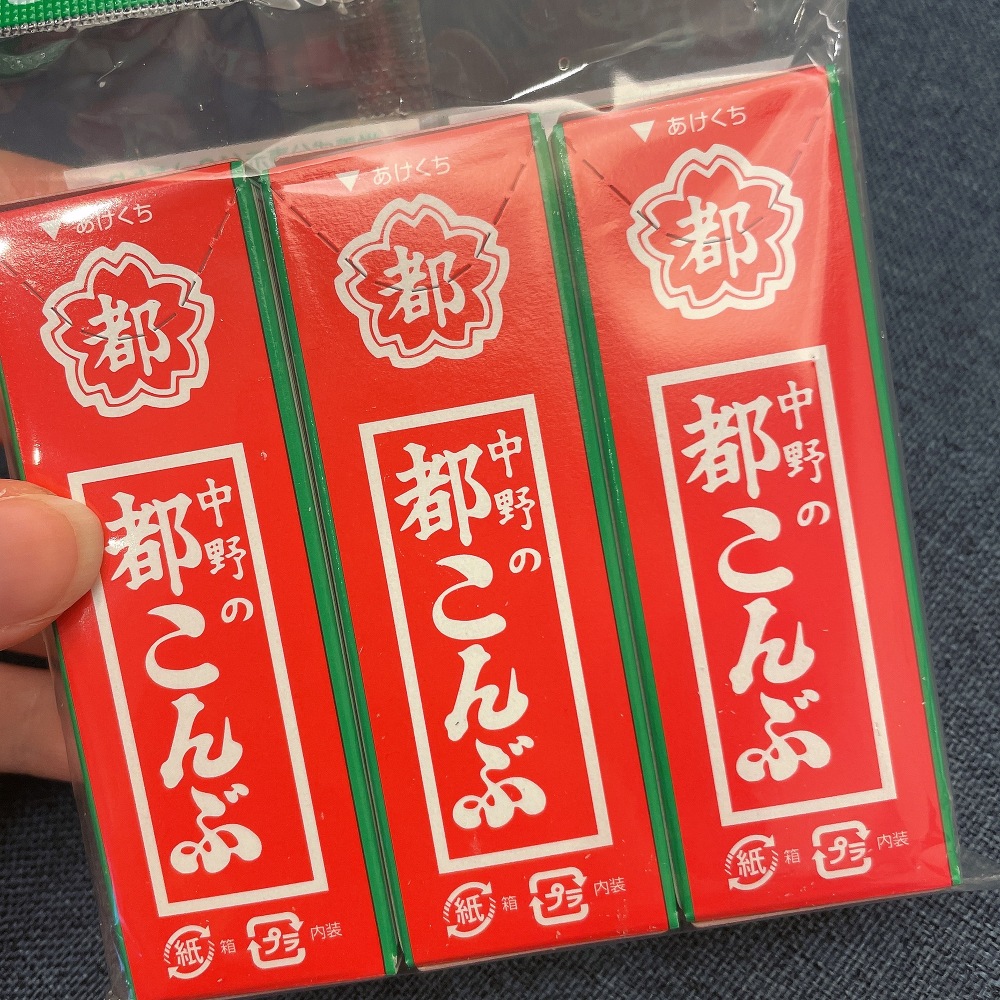 あけくち
都
中野の
都こんぶ
紙 箱
プラ 内装
あけくち
都
中野の
都こんぶ
紙 箱
プラ 内装
あけくち
都
中野の
都こんぶ
紙 箱
プラ 内装